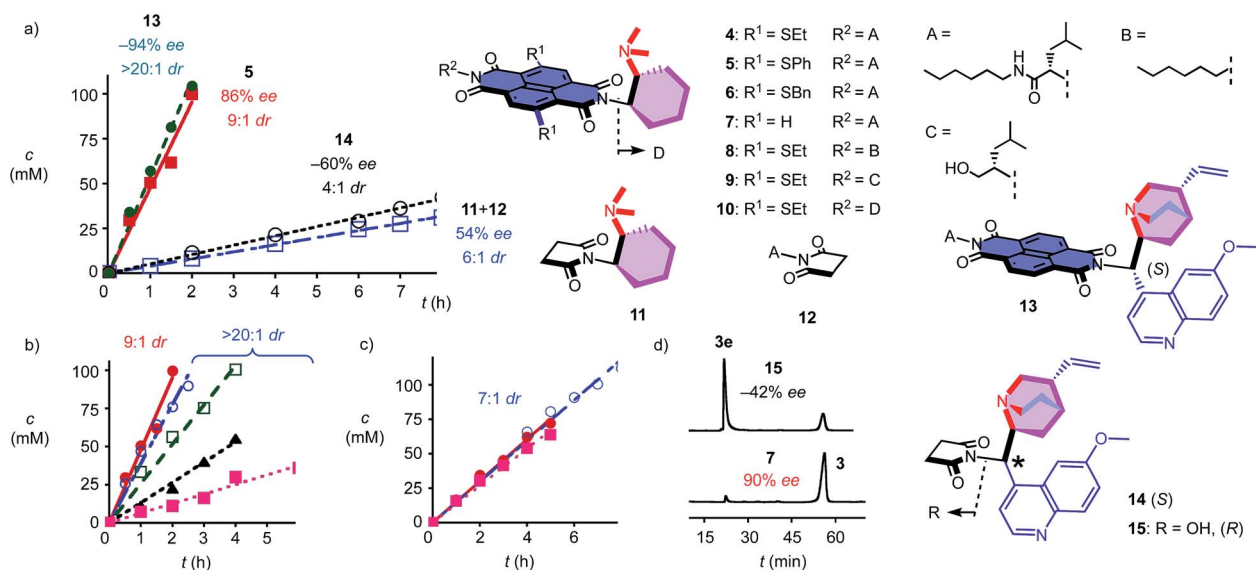 a)
13
–94% ee
>20:1 dr
5
86% ee
9:1 dr
14
–60% ee
4:1 dr
11+12
54% ee
6:1 dr
c
(mM)
100
75
50
25
0
0 1 2 3 4 5 6 7 t (h)
R¹
R²
N
O
O
N
O
O
R¹
N
D
4: R¹ = SEt R² = A
5: R¹ = SPh R² = A
6: R¹ = SBn R² = A
7: R¹ = H R² = A
8: R¹ = SEt R² = B
9: R¹ = SEt R² = C
10: R¹ = SEt R² = D
A =
H
N
O
B =
C =
HO
N
O
N
O
11
A
N
O
O
12
A
N
O
O
N
O
O
N
(S)
O
N
13
b)
9:1 dr
>20:1 dr
c
(mM)
100
75
50
25
0
0 1 2 3 4 5
t (h)
c)
7:1 dr
100
75
50
25
0
0 1 2 3 4 5 6 7
t (h)
d)
3e
15
–42% ee
7
90% ee
3
15 30 45 60
t (min)
N
O
N
O
*
R
O
N
14 (S)
15: R = OH, (R)